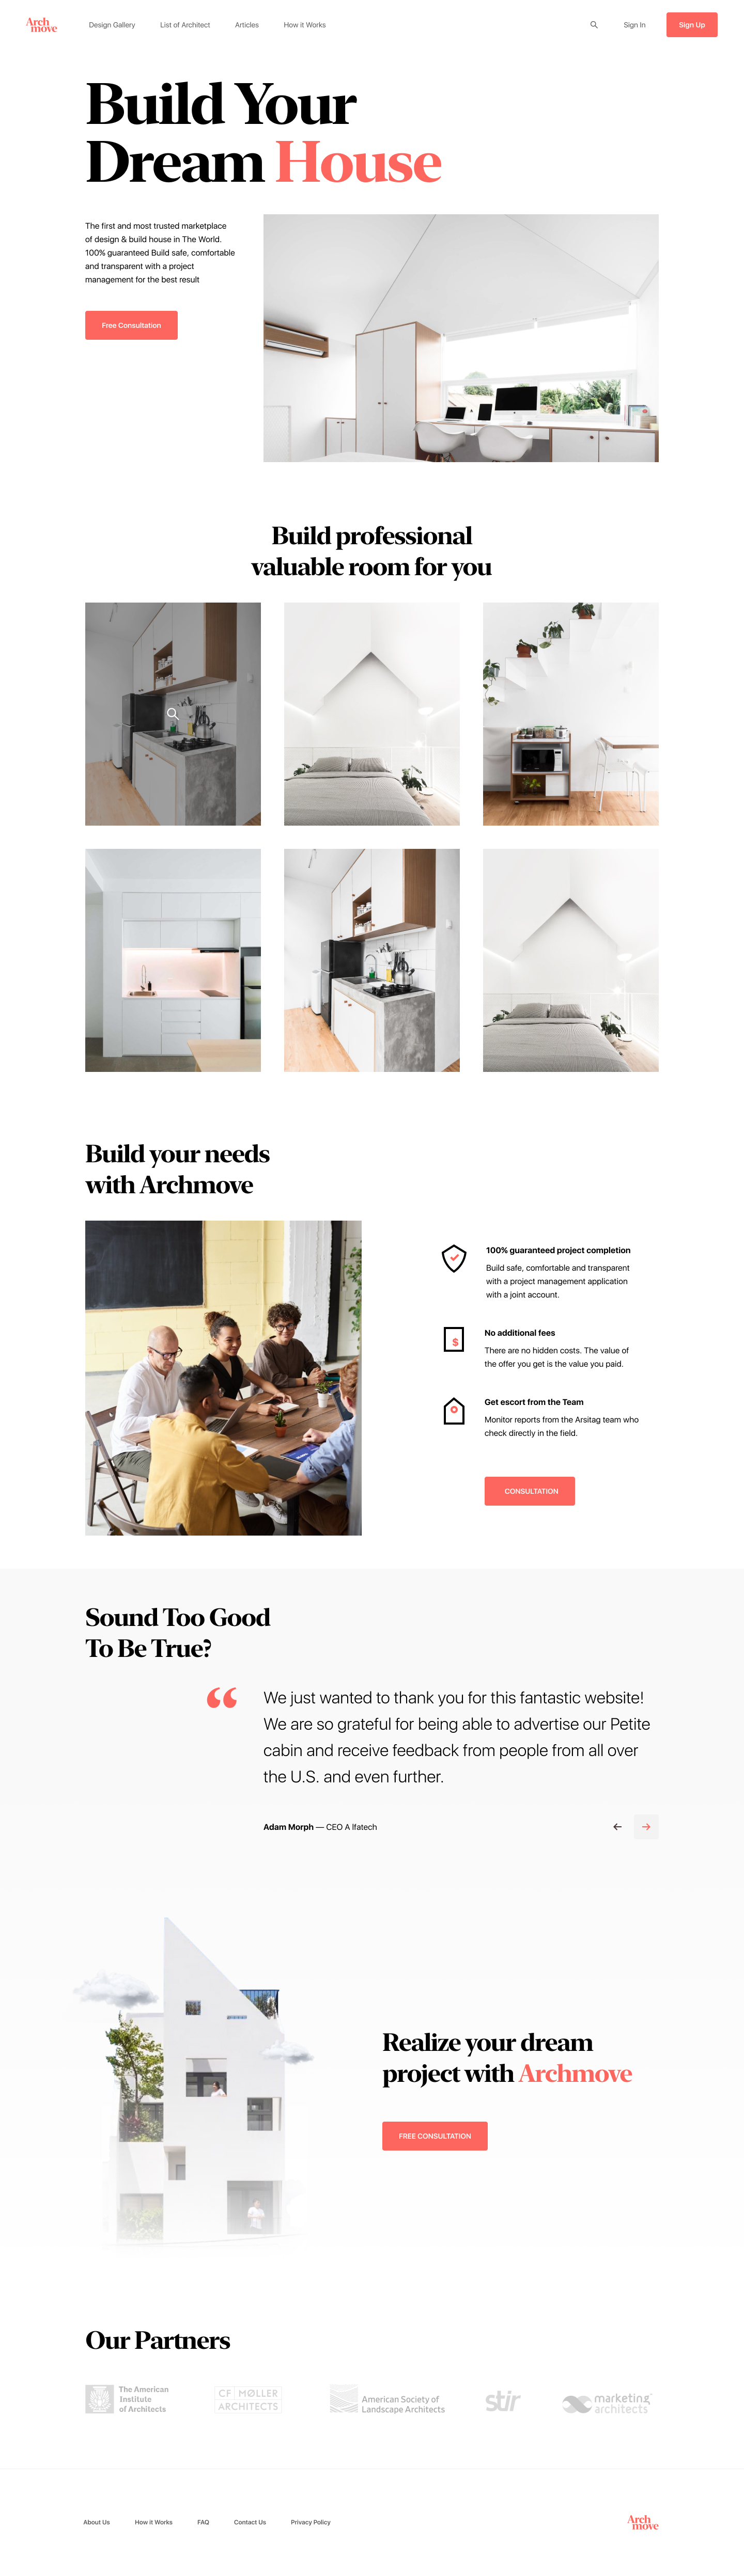 Arch
move
Design Gallery
List of Architect
Articles
How it Works
Sign In
Sign Up
Build Your
Dream House
The first and most trusted marketplace
of design & build house in The World.
100% guaranteed Build safe, comfortable
and transparent with a project
management for the best result
Free Consultation
Build professional
valuable room for you
Build your needs
with Archmove
100% guaranteed project completion
Build safe, comfortable and transparent
with a project management application
with a joint account.
$
No additional fees
There are no hidden costs. The value of
the offer you get is the value you paid.
Get escort from the Team
Monitor reports from the Arsitag team who
check directly in the field.
CONSULTATION
Sound Too Good
To Be True?
“
We just wanted to thank you for this fantastic website!
We are so grateful for being able to advertise our Petite
cabin and receive feedback from people from all over
the U.S. and even further.
Adam Morph — CEO A lfatech
Realize your dream
project with Archmove
FREE CONSULTATION
Our Partners
The American
Institute
of Architects
CF MØLLER
ARCHITECTS
American Society of
Landscape Architects
stir
marketing
architects
About Us
How it Works
FAQ
Contact Us
Privacy Policy
Arch
move